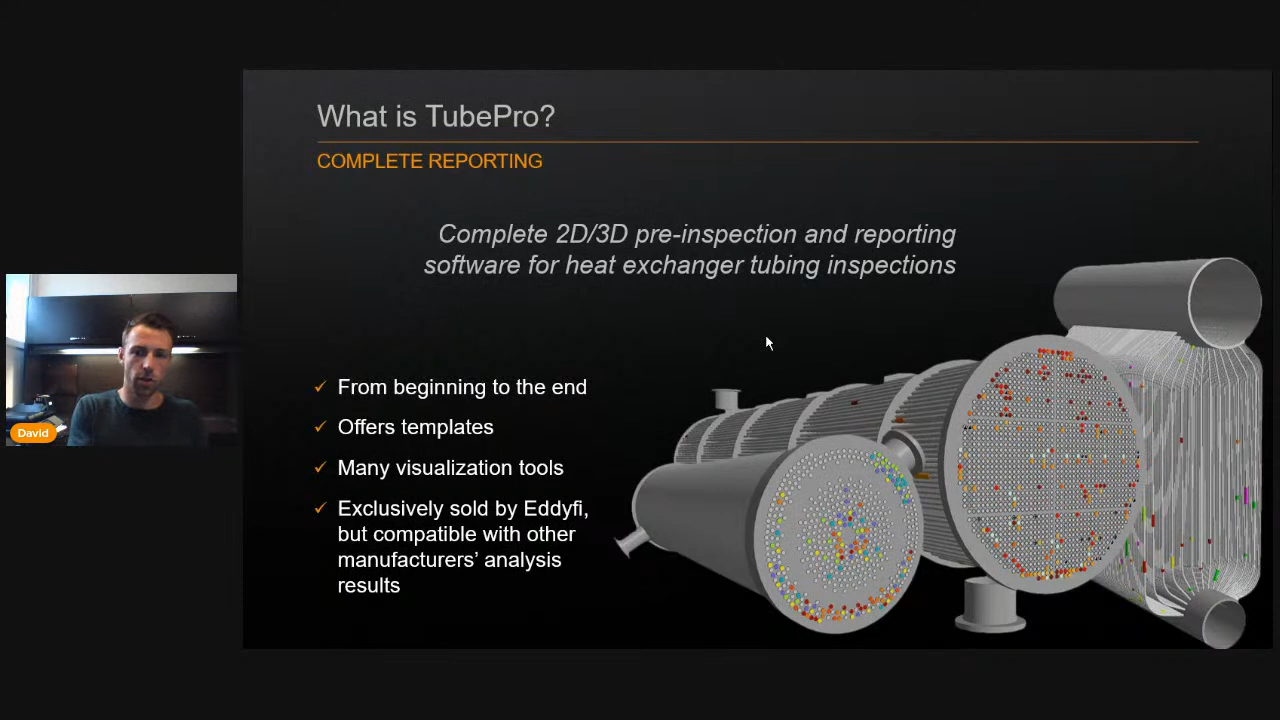 What is TubePro?
COMPLETE REPORTING
Complete 2D/3D pre-inspection and reporting
software for heat exchanger tubing inspections
✓ From beginning to the end
✓ Offers templates
✓ Many visualization tools
✓ Exclusively sold by Eddyfi,
but compatible with other
manufacturers’ analysis
results
David